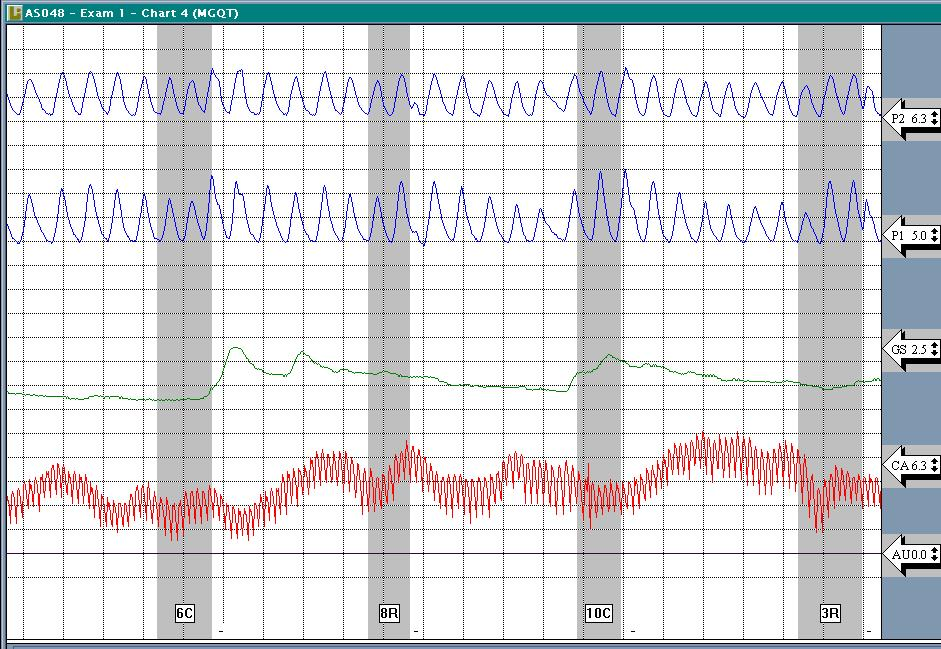 AS048 - Exam 1 - Chart 4 (MGQT)
P2 6.3
P1 5.0
GS 2.5
CA 6.3
AU 0.0
6C 8R 10C 3R
- - - -